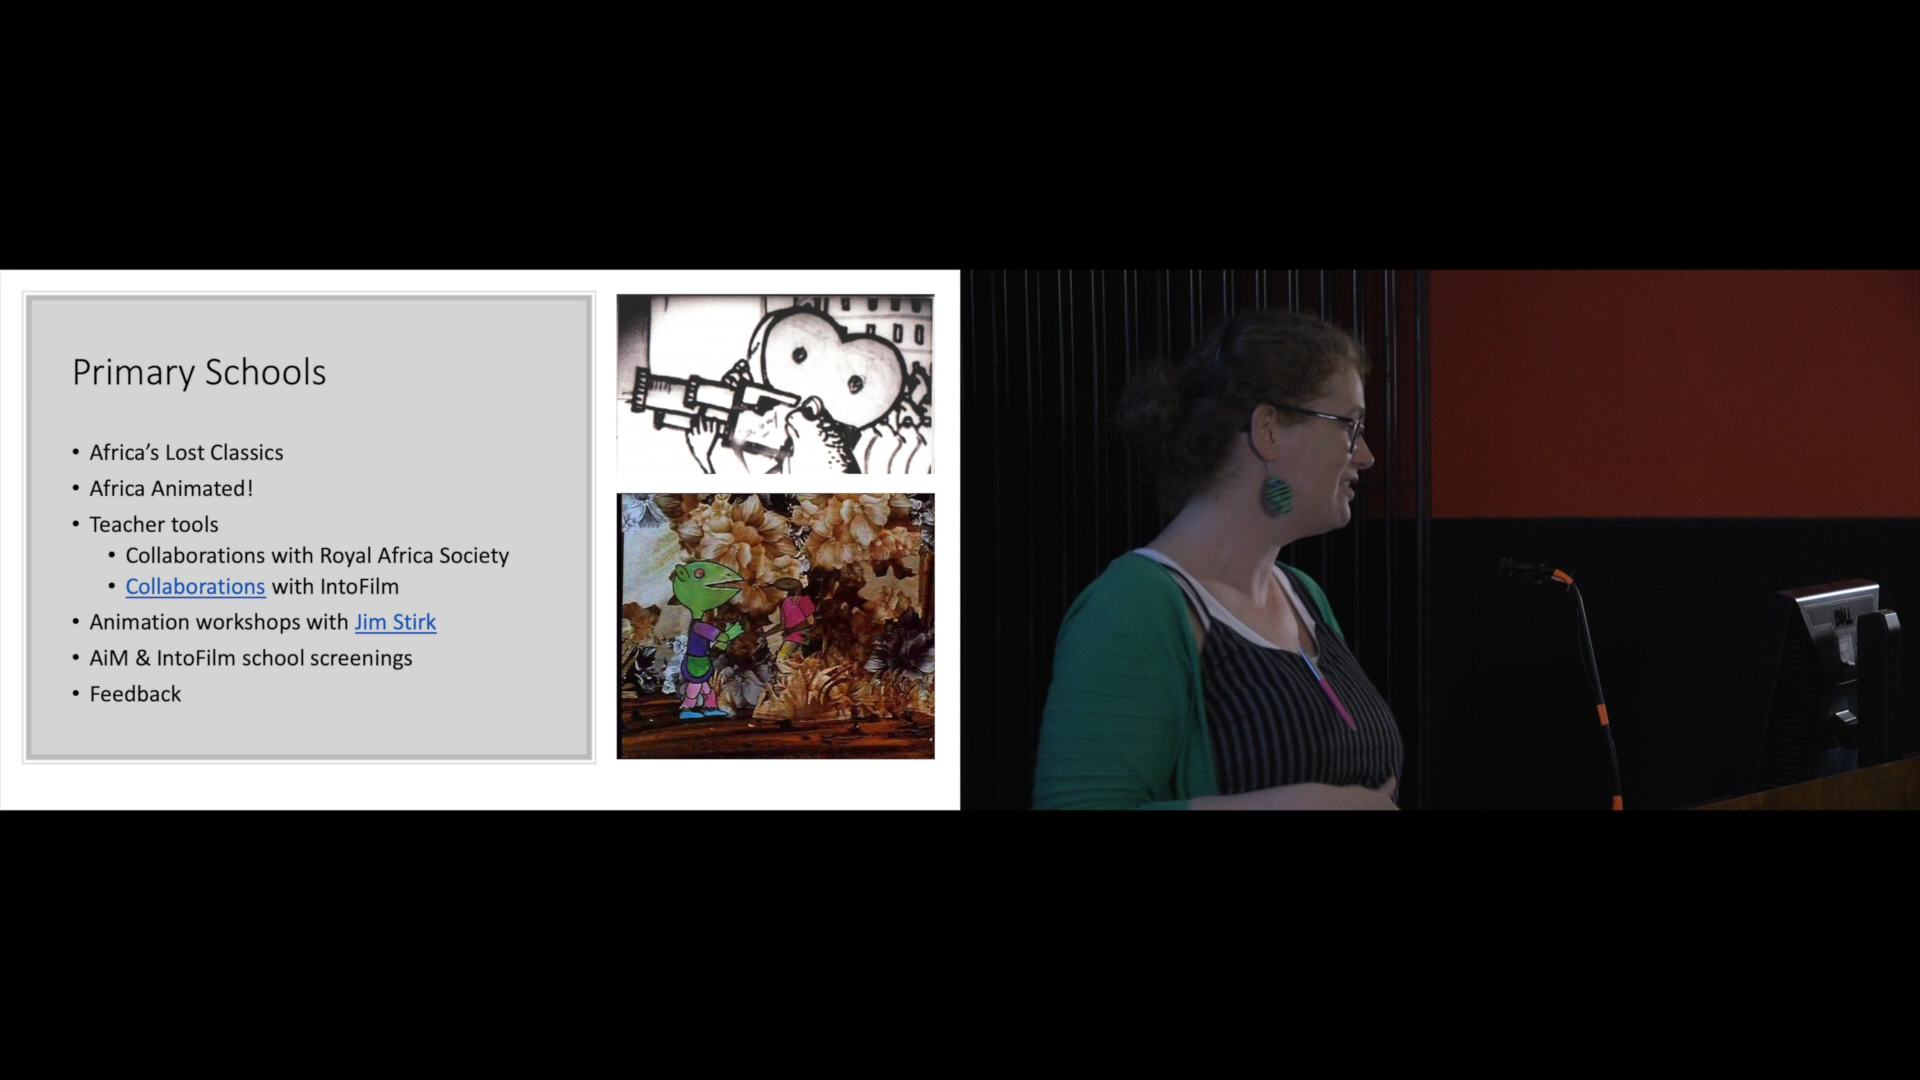 Primary Schools
• Africa's Lost Classics
• Africa Animated!
• Teacher tools
• Collaborations with Royal Africa Society
• Collaborations with IntoFilm
• Animation workshops with Jim Stirk
• AiM & IntoFilm school screenings
• Feedback
DELL